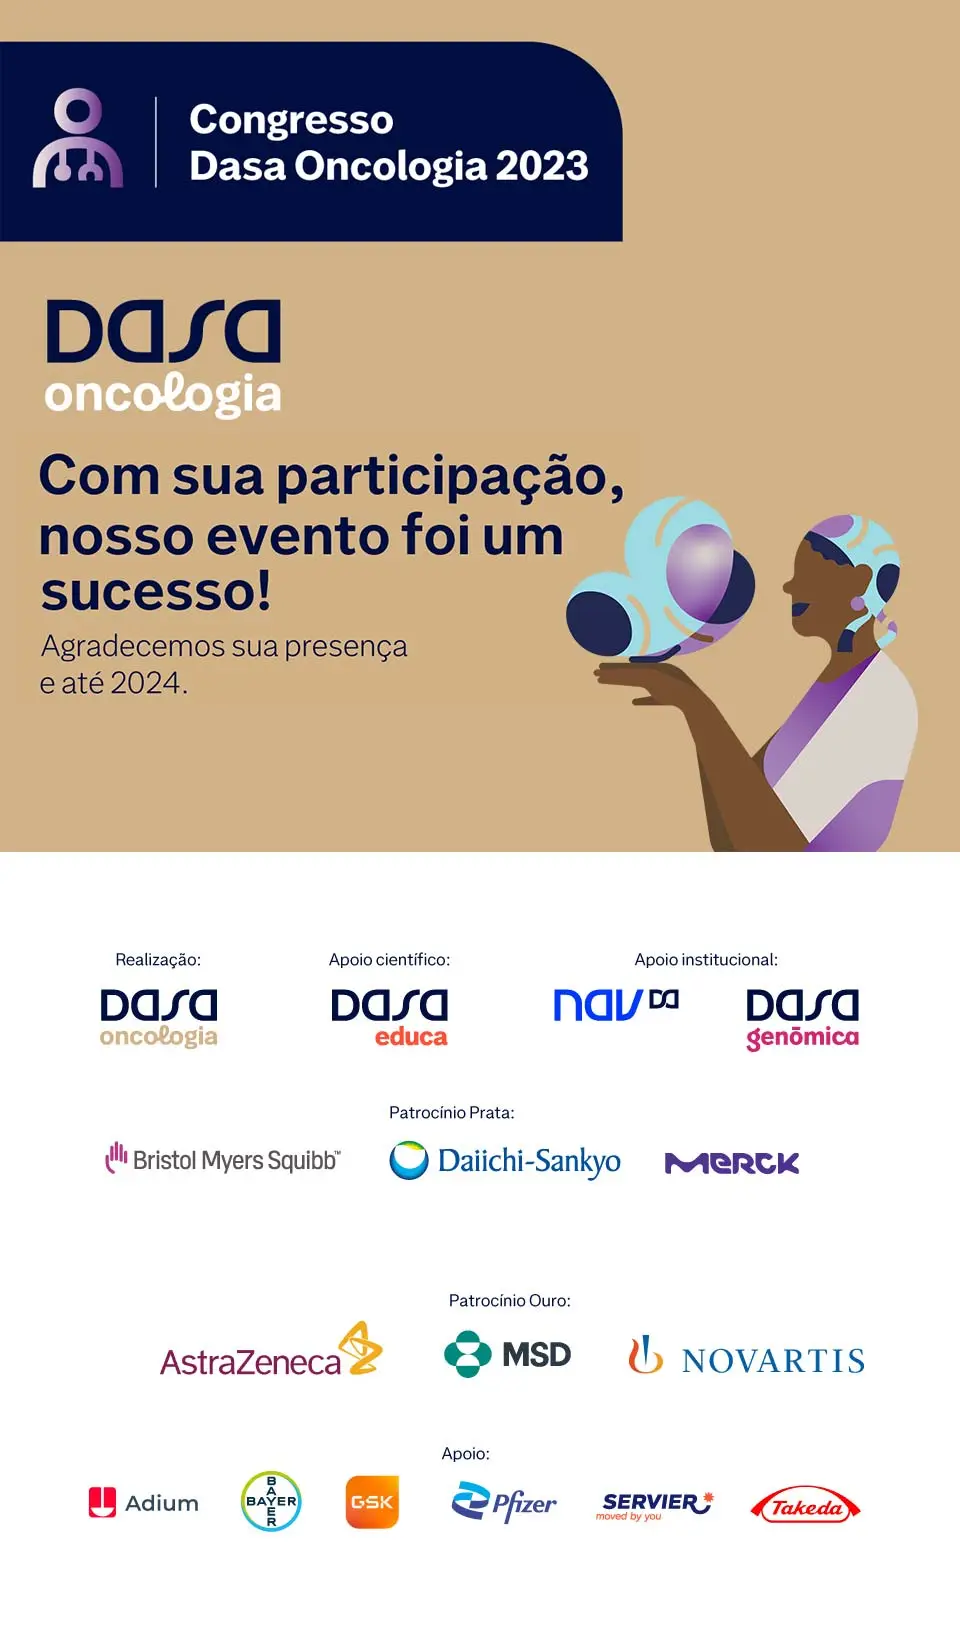 Congresso
Dasa Oncologia 2023
Dasa
oncologia
Com sua participação,
nosso evento foi um
sucesso!
Agradecemos sua presença
e até 2024.
Realização:
Apoio científico:
Apoio institucional:
Dasa
oncologia
Dasa
educa
nav Da
Dasa
genômica
Patrocínio Prata:
Bristol Myers Squibb™
Daiichi-Sankyo
Merck
Patrocínio Ouro:
AstraZeneca
MSD
NOVARTIS
Apoio:
Adium
BAYER
BAYER
GSK
Pfizer
SERVIER
moved by you
Takeda